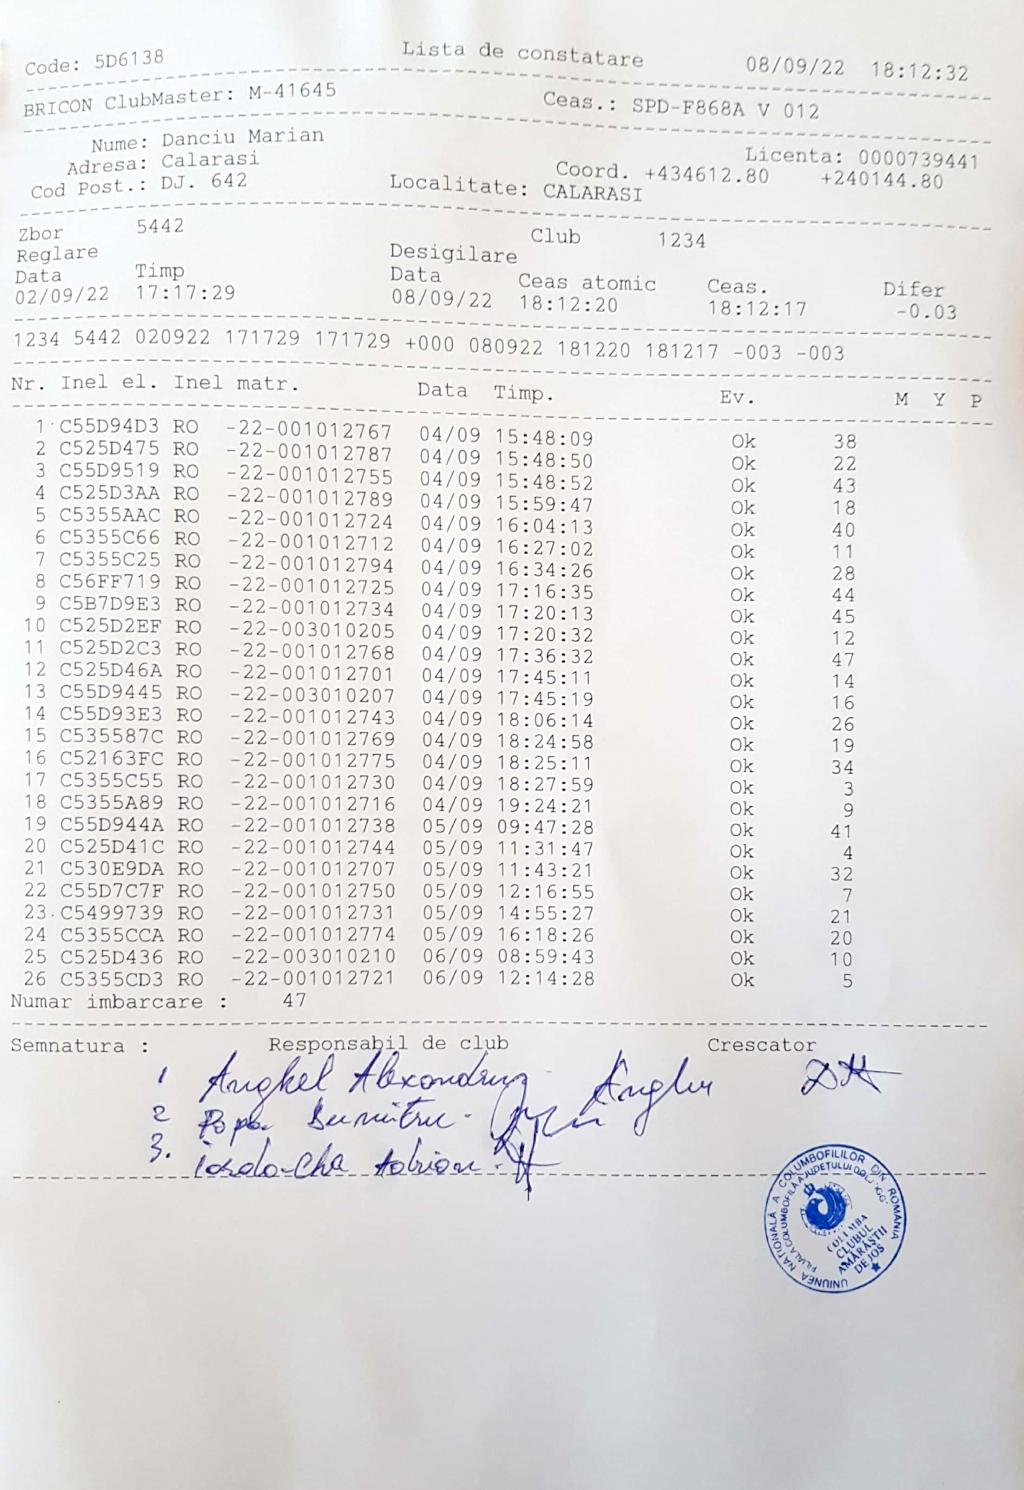 Code: 5D6138 Lista de constatare 08/09/22 18:12:32
BRICON ClubMaster: M-41645 Ceas.: SPD-F868A V 012
Nume: Danciu Marian Licenta: 0000739441
Adresa: Calarasi Coord. +434612.80 +240144.80
Cod Post.: DJ. 642 Localitate: CALARASI
Zbor 5442 Club 1234
Reglare Desigilare
Data Timp Data Ceas atomic Ceas. Difer
02/09/22 17:17:29 08/09/22 18:12:20 18:12:17 -0.03
1234 5442 020922 171729 171729 +000 080922 181220 181217 -003 -003
Nr. Inel el. Inel matr. Data Timp. Ev. M Y P
1 C55D94D3 RO -22-001012767 04/09 15:48:09 Ok 38
2 C525D475 RO -22-001012787 04/09 15:48:50 Ok 22
3 C55D9519 RO -22-001012755 04/09 15:48:52 Ok 43
4 C525D3AA RO -22-001012789 04/09 15:59:47 Ok 18
5 C5355AAC RO -22-001012724 04/09 16:04:13 Ok 40
6 C5355C66 RO -22-001012712 04/09 16:27:02 Ok 11
7 C5355C25 RO -22-001012794 04/09 16:34:26 Ok 28
8 C56FF719 RO -22-001012725 04/09 17:16:35 Ok 44
9 C5B7D9E3 RO -22-001012734 04/09 17:20:13 Ok 45
10 C525D2EF RO -22-003010205 04/09 17:20:32 Ok 12
11 C525D2C3 RO -22-001012768 04/09 17:36:32 Ok 47
12 C525D46A RO -22-001012701 04/09 17:45:11 Ok 14
13 C55D9445 RO -22-003010207 04/09 17:45:19 Ok 16
14 C55D93E3 RO -22-001012743 04/09 18:06:14 Ok 26
15 C535587C RO -22-001012769 04/09 18:24:58 Ok 19
16 C52163FC RO -22-001012775 04/09 18:25:11 Ok 34
17 C5355C55 RO -22-001012730 04/09 18:27:59 Ok 3
18 C5355A89 RO -22-001012716 04/09 19:24:21 Ok 9
19 C55D944A RO -22-001012738 05/09 09:47:28 Ok 41
20 C525D41C RO -22-001012744 05/09 11:31:47 Ok 4
21 C530E9DA RO -22-001012707 05/09 11:43:21 Ok 32
22 C55D7C7F RO -22-001012750 05/09 12:16:55 Ok 7
23 C5499739 RO -22-001012731 05/09 14:55:27 Ok 21
24 C5355CCA RO -22-001012774 05/09 16:18:26 Ok 20
25 C525D436 RO -22-003010210 06/09 08:59:43 Ok 10
26 C5355CD3 RO -22-001012721 06/09 12:14:28 Ok 5
Numar imbarcare : 47
Semnatura : Responsabil de club Crescator
1 Anghel Alexandru
2 Popa Dumitru
3. Adrian
UNIUNEA NAȚIONALĂ A COLUMBOFILILOR DIN ROMÂNIA
FILIALA COLUMBOFILĂ A JUDEȚULUI DOLJ
COLUMBA
CLUBUL
AMĂRĂȘTII
DE JOS